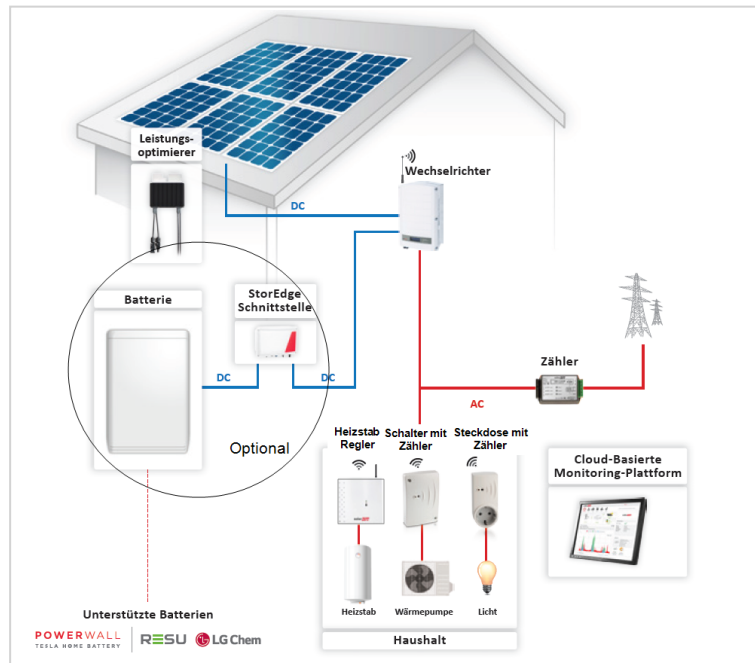 Leistungs-
optimierer
Wechselrichter
DC
Batterie
StorEdge
Schnittstelle
DC
DC
Optional
Zähler
AC
Heizstab
Regler
Schalter mit
Zähler
Steckdose mit
Zähler
Cloud-Basierte
Monitoring-Plattform
Heizstab
Wärmepumpe
Licht
Haushalt
Unterstützte Batterien
POWERWALL
TESLA HOME BATTERY
RESU
LG Chem